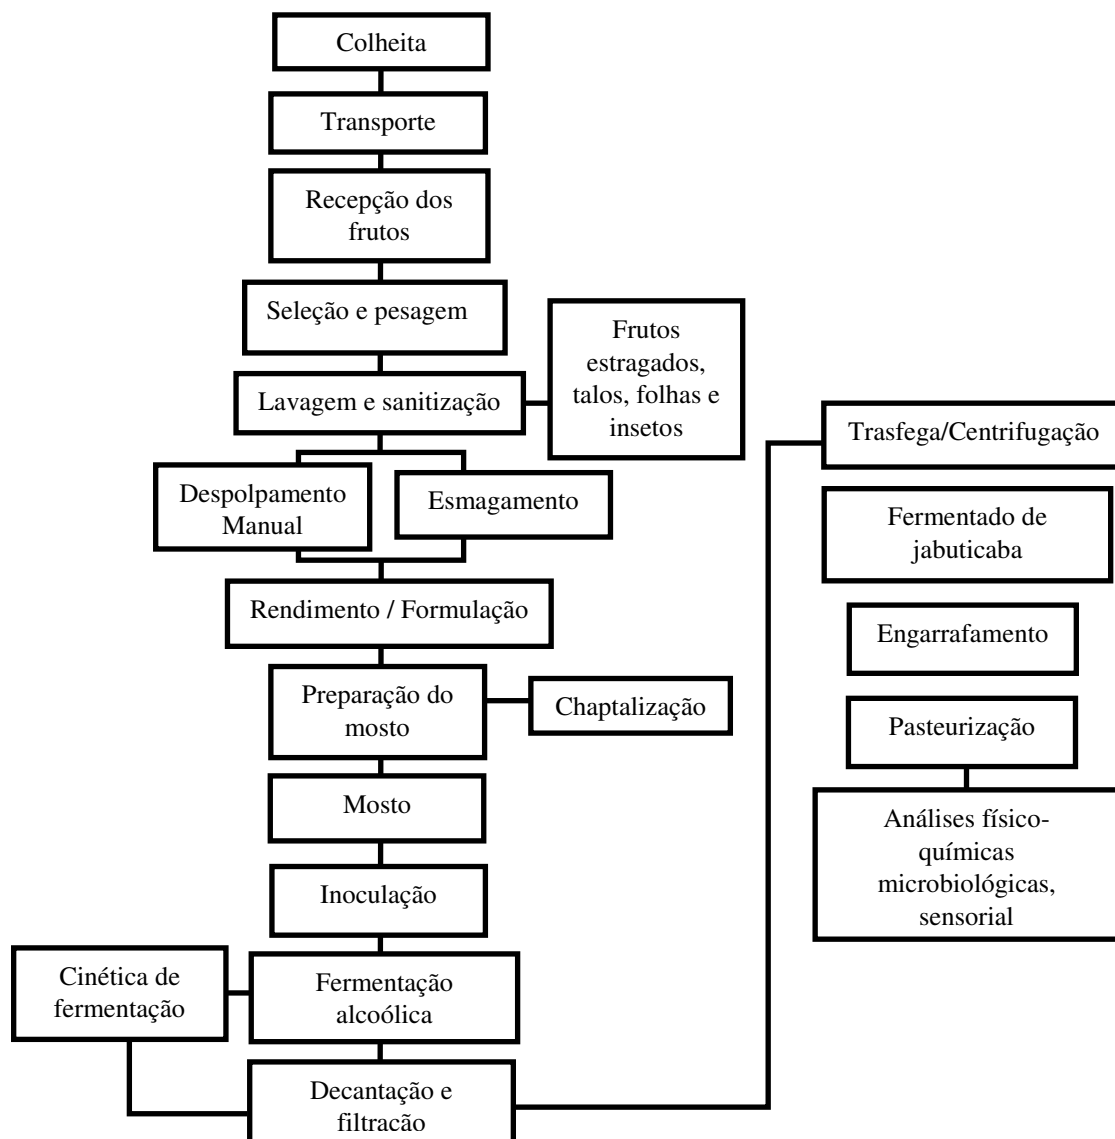 Colheita
Transporte
Recepção dos
frutos
Seleção e pesagem
Frutos
estragados,
talos, folhas e
insetos
Lavagem e sanitização
Despolpamento
Manual
Esmagamento
Rendimento / Formulação
Preparação do
mosto
Chaptalização
Mosto
Inoculação
Cinética de
fermentação
Fermentação
alcoólica
Decantação e
filtração
Trasfega/Centrifugação
Fermentado de
jabuticaba
Engarrafamento
Pasteurização
Análises físico-
químicas
microbiológicas,
sensorial